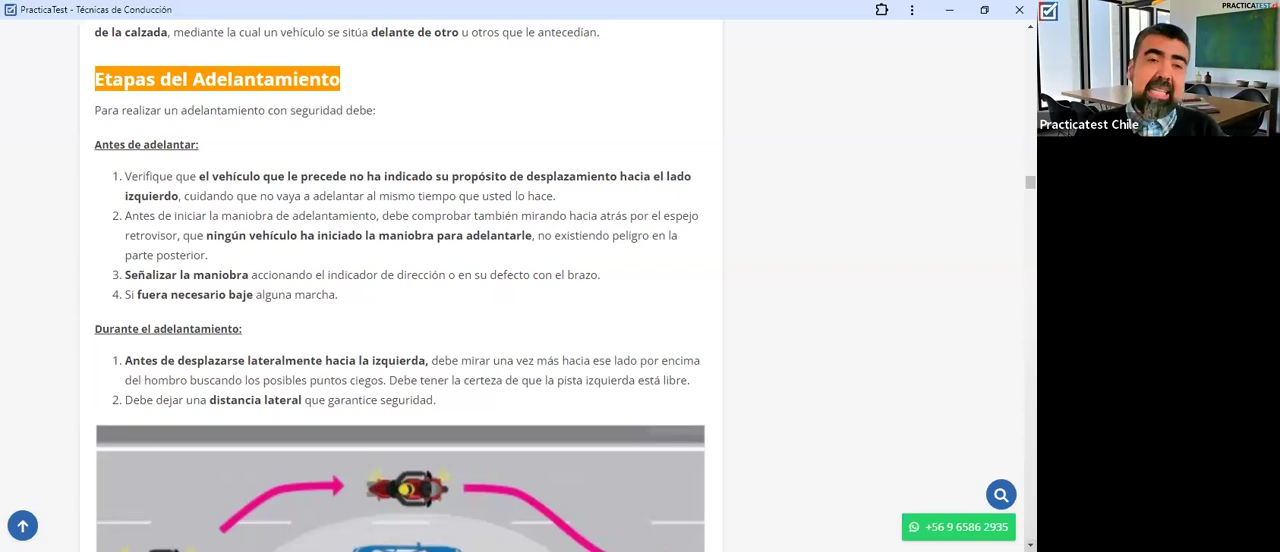 PracticaTest - Técnicas de Conducción
PRACTICATEST
de la calzada, mediante la cual un vehículo se sitúa delante de otro u otros que le antecedían.
Etapas del Adelantamiento
Para realizar un adelantamiento con seguridad debe:
Practicatest Chile
Antes de adelantar:
1. Verifique que el vehículo que le precede no ha indicado su propósito de desplazamiento hacia el lado
izquierdo, cuidando que no vaya a adelantar al mismo tiempo que usted lo hace.
2. Antes de iniciar la maniobra de adelantamiento, debe comprobar también mirando hacia atrás por el espejo
retrovisor, que ningún vehículo ha iniciado la maniobra para adelantarle, no existiendo peligro en la
parte posterior.
3. Señalizar la maniobra accionando el indicador de dirección o en su defecto con el brazo.
4. Si fuera necesario baje alguna marcha.
Durante el adelantamiento:
1. Antes de desplazarse lateralmente hacia la izquierda, debe mirar una vez más hacia ese lado por encima
del hombro buscando los posibles puntos ciegos. Debe tener la certeza de que la pista izquierda está libre.
2. Debe dejar una distancia lateral que garantice seguridad.
+56 9 6586 2935